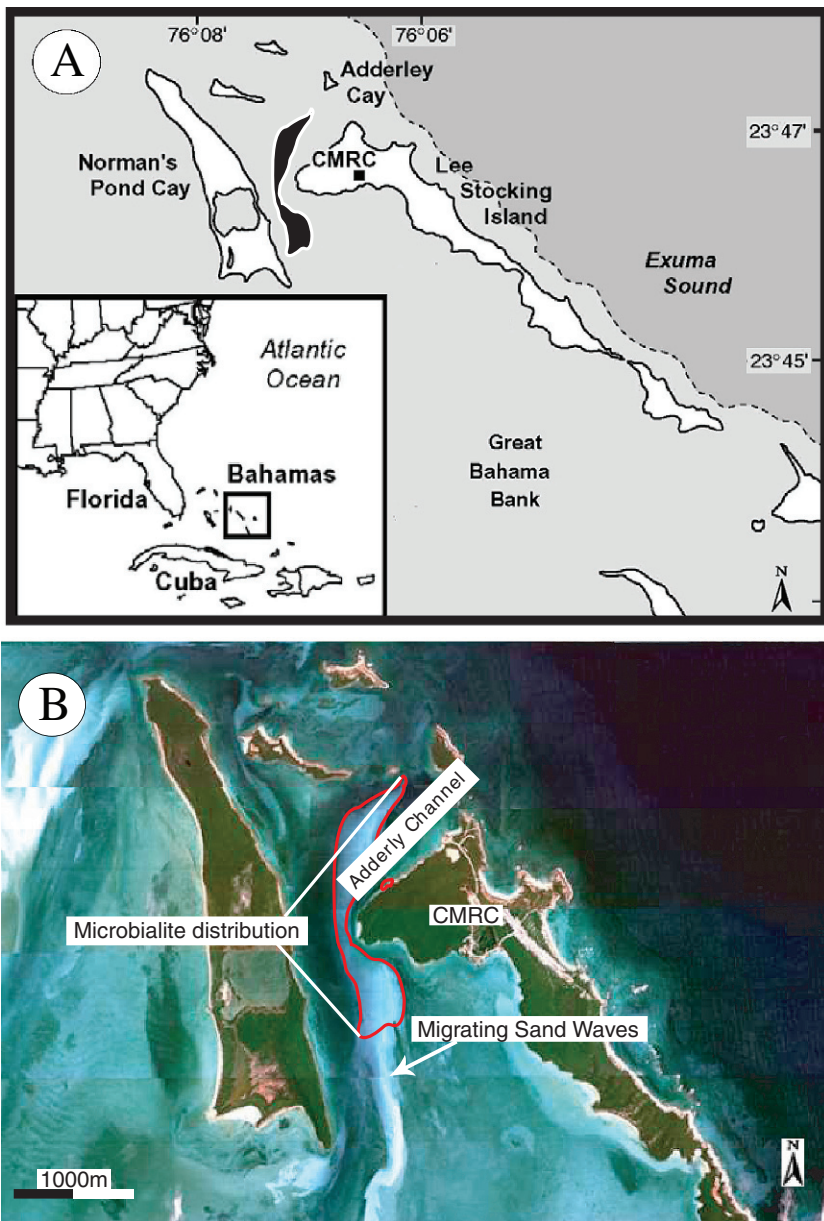 A
76°08'
76°06'
Adderley
Cay
23°47'
Norman's
Pond Cay
CMRC
Lee
Stocking
Island
Exuma
Sound
Atlantic
Ocean
23°45'
Great
Bahama
Bank
Bahamas
Florida
Cuba
N
B
Adderly Channel
CMRC
Microbialite distribution
Migrating Sand Waves
1000m
N